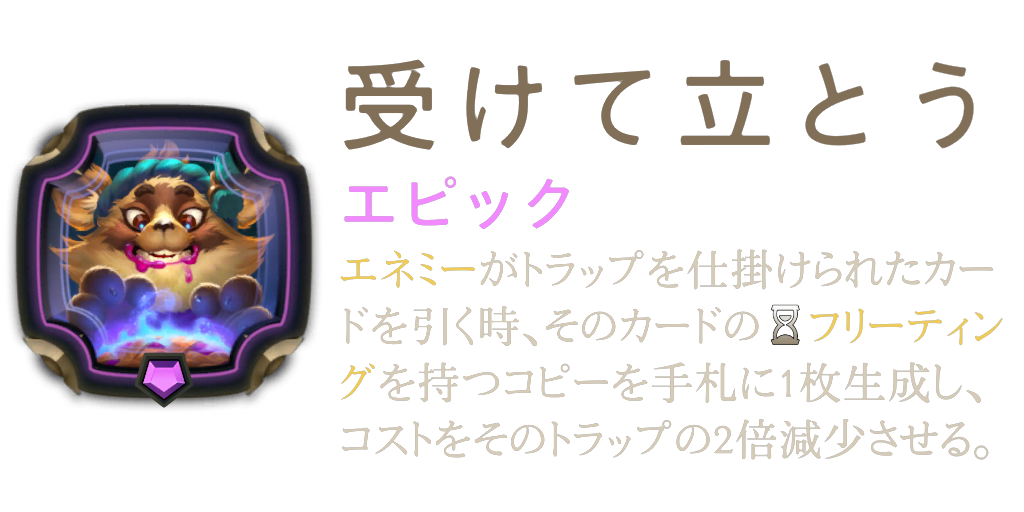 受けて立とう
エピック
エネミーがトラップを仕掛けられたカー
ドを引く時、そのカードのフリーティン
グを持つコピーを手札に1枚生成し、
コストをそのトラップの2倍減少させる。